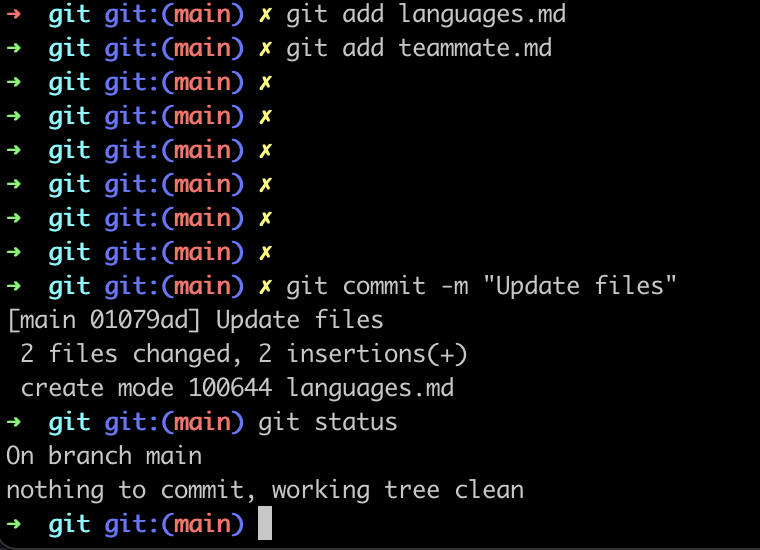 ➜  git git:(main) ✗ git add languages.md
➜  git git:(main) ✗ git add teammate.md
➜  git git:(main) ✗
➜  git git:(main) ✗
➜  git git:(main) ✗
➜  git git:(main) ✗
➜  git git:(main) ✗
➜  git git:(main) ✗
➜  git git:(main) ✗ git commit -m "Update files"
[main 01079ad] Update files
 2 files changed, 2 insertions(+)
 create mode 100644 languages.md
➜  git git:(main) git status
On branch main
nothing to commit, working tree clean
➜  git git:(main)